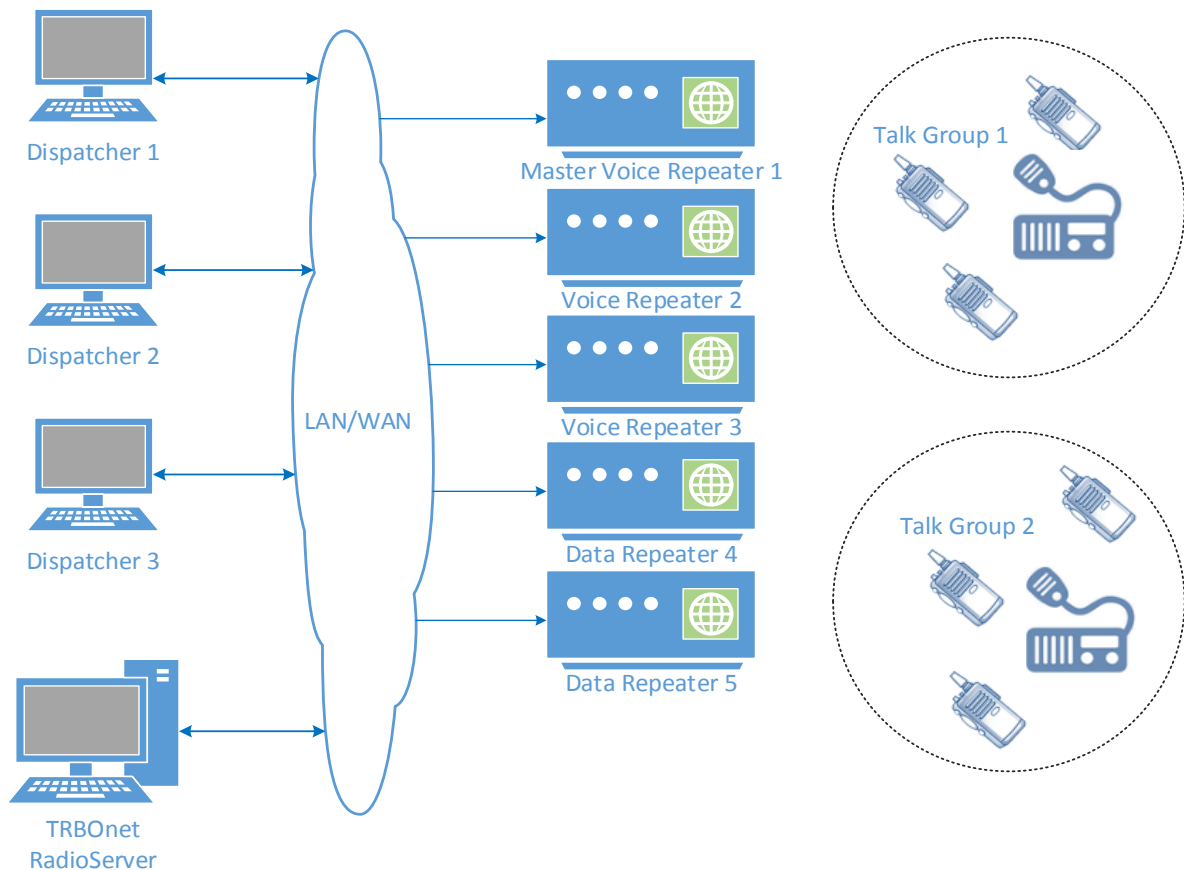 Dispatcher 1
Dispatcher 2
Dispatcher 3
TRBOnet
RadioServer
LAN/WAN
Master Voice Repeater 1
Voice Repeater 2
Voice Repeater 3
Data Repeater 4
Data Repeater 5
Talk Group 1
Talk Group 2